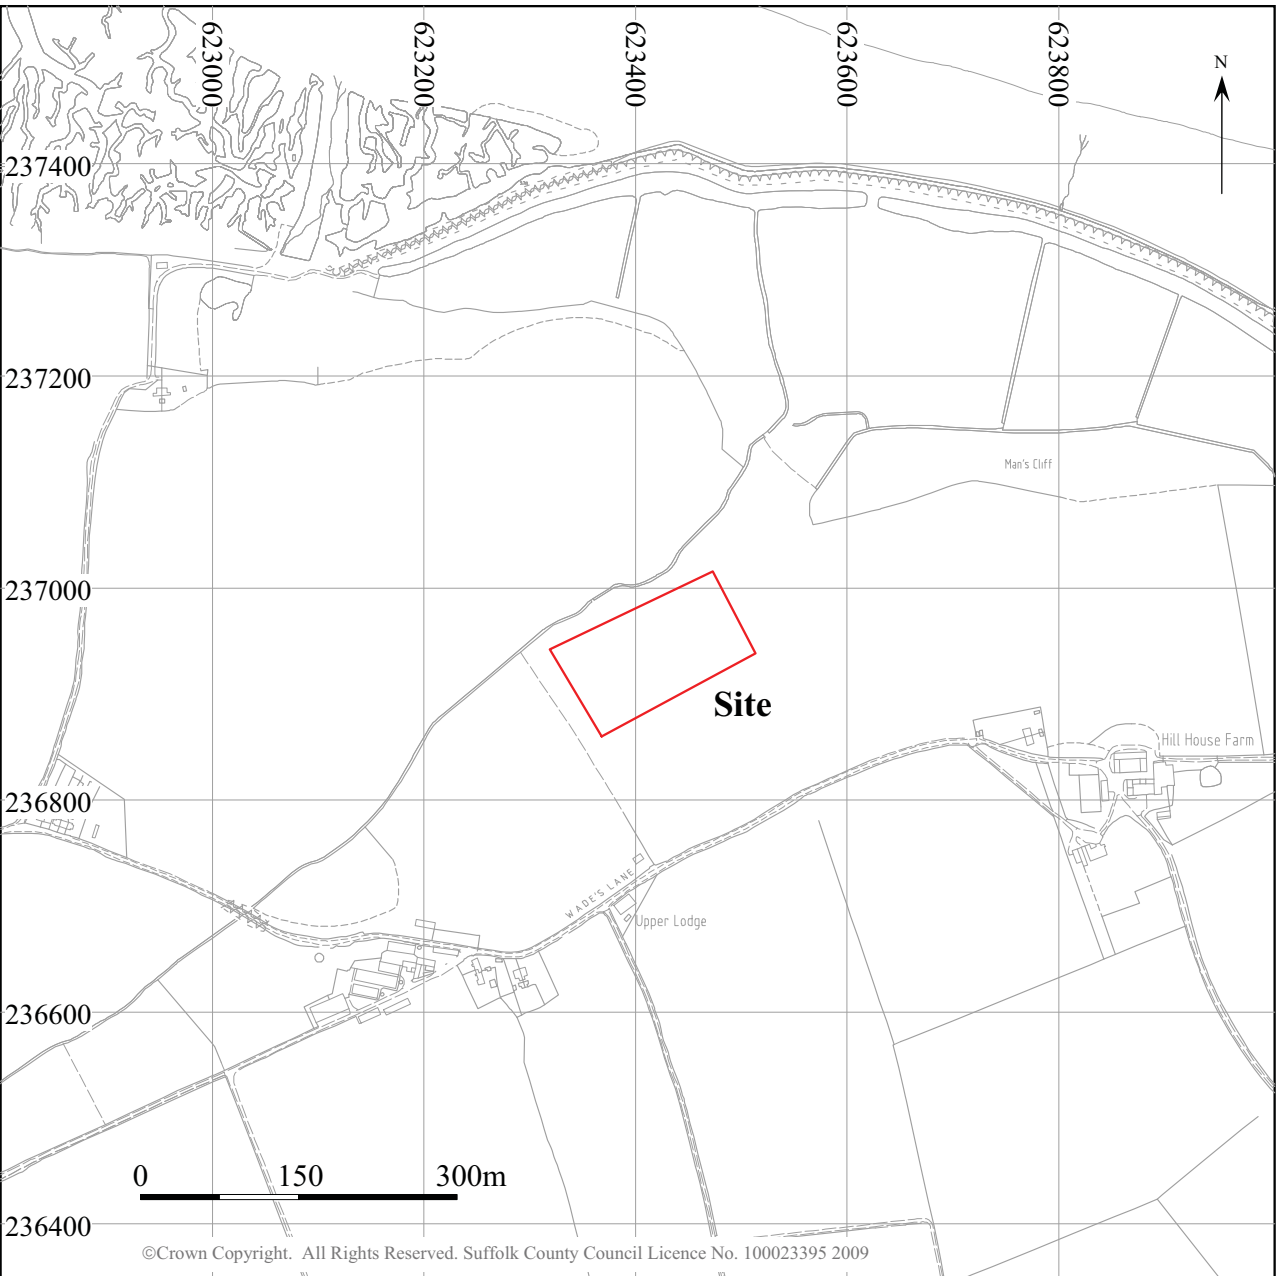 623000
623200
623400
623600
623800
N
237400
237200
Man's Cliff
237000
Site
Hill House Farm
236800
WADE'S LANE
Upper Lodge
236600
0 150 300m
236400
©Crown Copyright. All Rights Reserved. Suffolk County Council Licence No. 100023395 2009